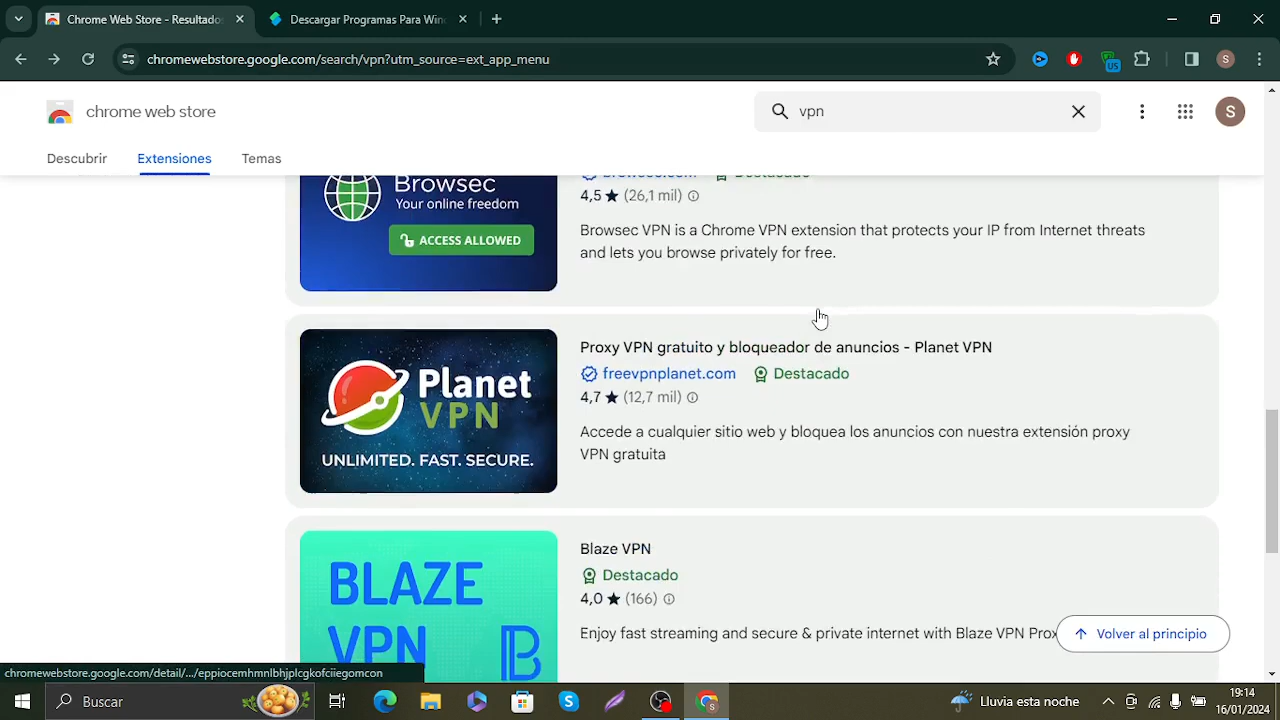 Chrome Web Store - Resultados
Descargar Programas Para Win
chromewebstore.google.com/search/vpn?utm_source=ext_app_menu
US
S
chrome web store
vpn
S
Descubrir
Extensiones
Temas
Browsec
Your online freedom
ACCESS ALLOWED
browsec.com
Destacado
4,5 ★ (26,1 mil)
Browsec VPN is a Chrome VPN extension that protects your IP from Internet threats
and lets you browse privately for free.
Planet
VPN
UNLIMITED. FAST. SECURE.
Proxy VPN gratuito y bloqueador de anuncios - Planet VPN
freevpnplanet.com
Destacado
4,7 ★ (12,7 mil)
Accede a cualquier sitio web y bloquea los anuncios con nuestra extensión proxy
VPN gratuita
BLAZE
VPN
Blaze VPN
Destacado
4,0 ★ (166)
Enjoy fast streaming and secure & private internet with Blaze VPN Prox
Volver al principio
chromewebstore.google.com/detail/.../eppiocemhmnlbhjplcgkofciiegomcon
Buscar
Lluvia esta noche
19:14
16/01/2024